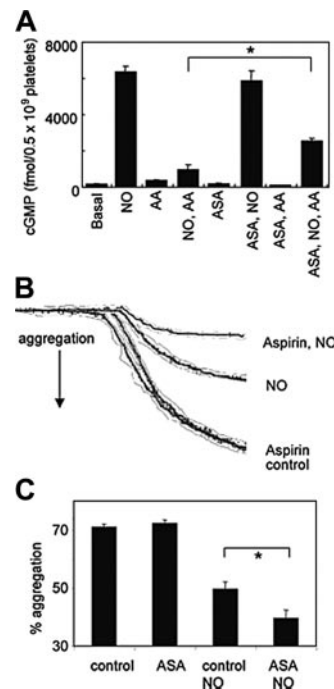 A
cGMP (fmol/0.5 x 10⁹ platelets)
8000
4000
0
*
Basal
NO
AA
NO, AA
ASA
ASA, NO
ASA, AA
ASA, NO, AA
B
aggregation
Aspirin, NO
NO
Aspirin
control
C
% aggregation
70
50
30
*
control
ASA
control
NO
ASA
NO